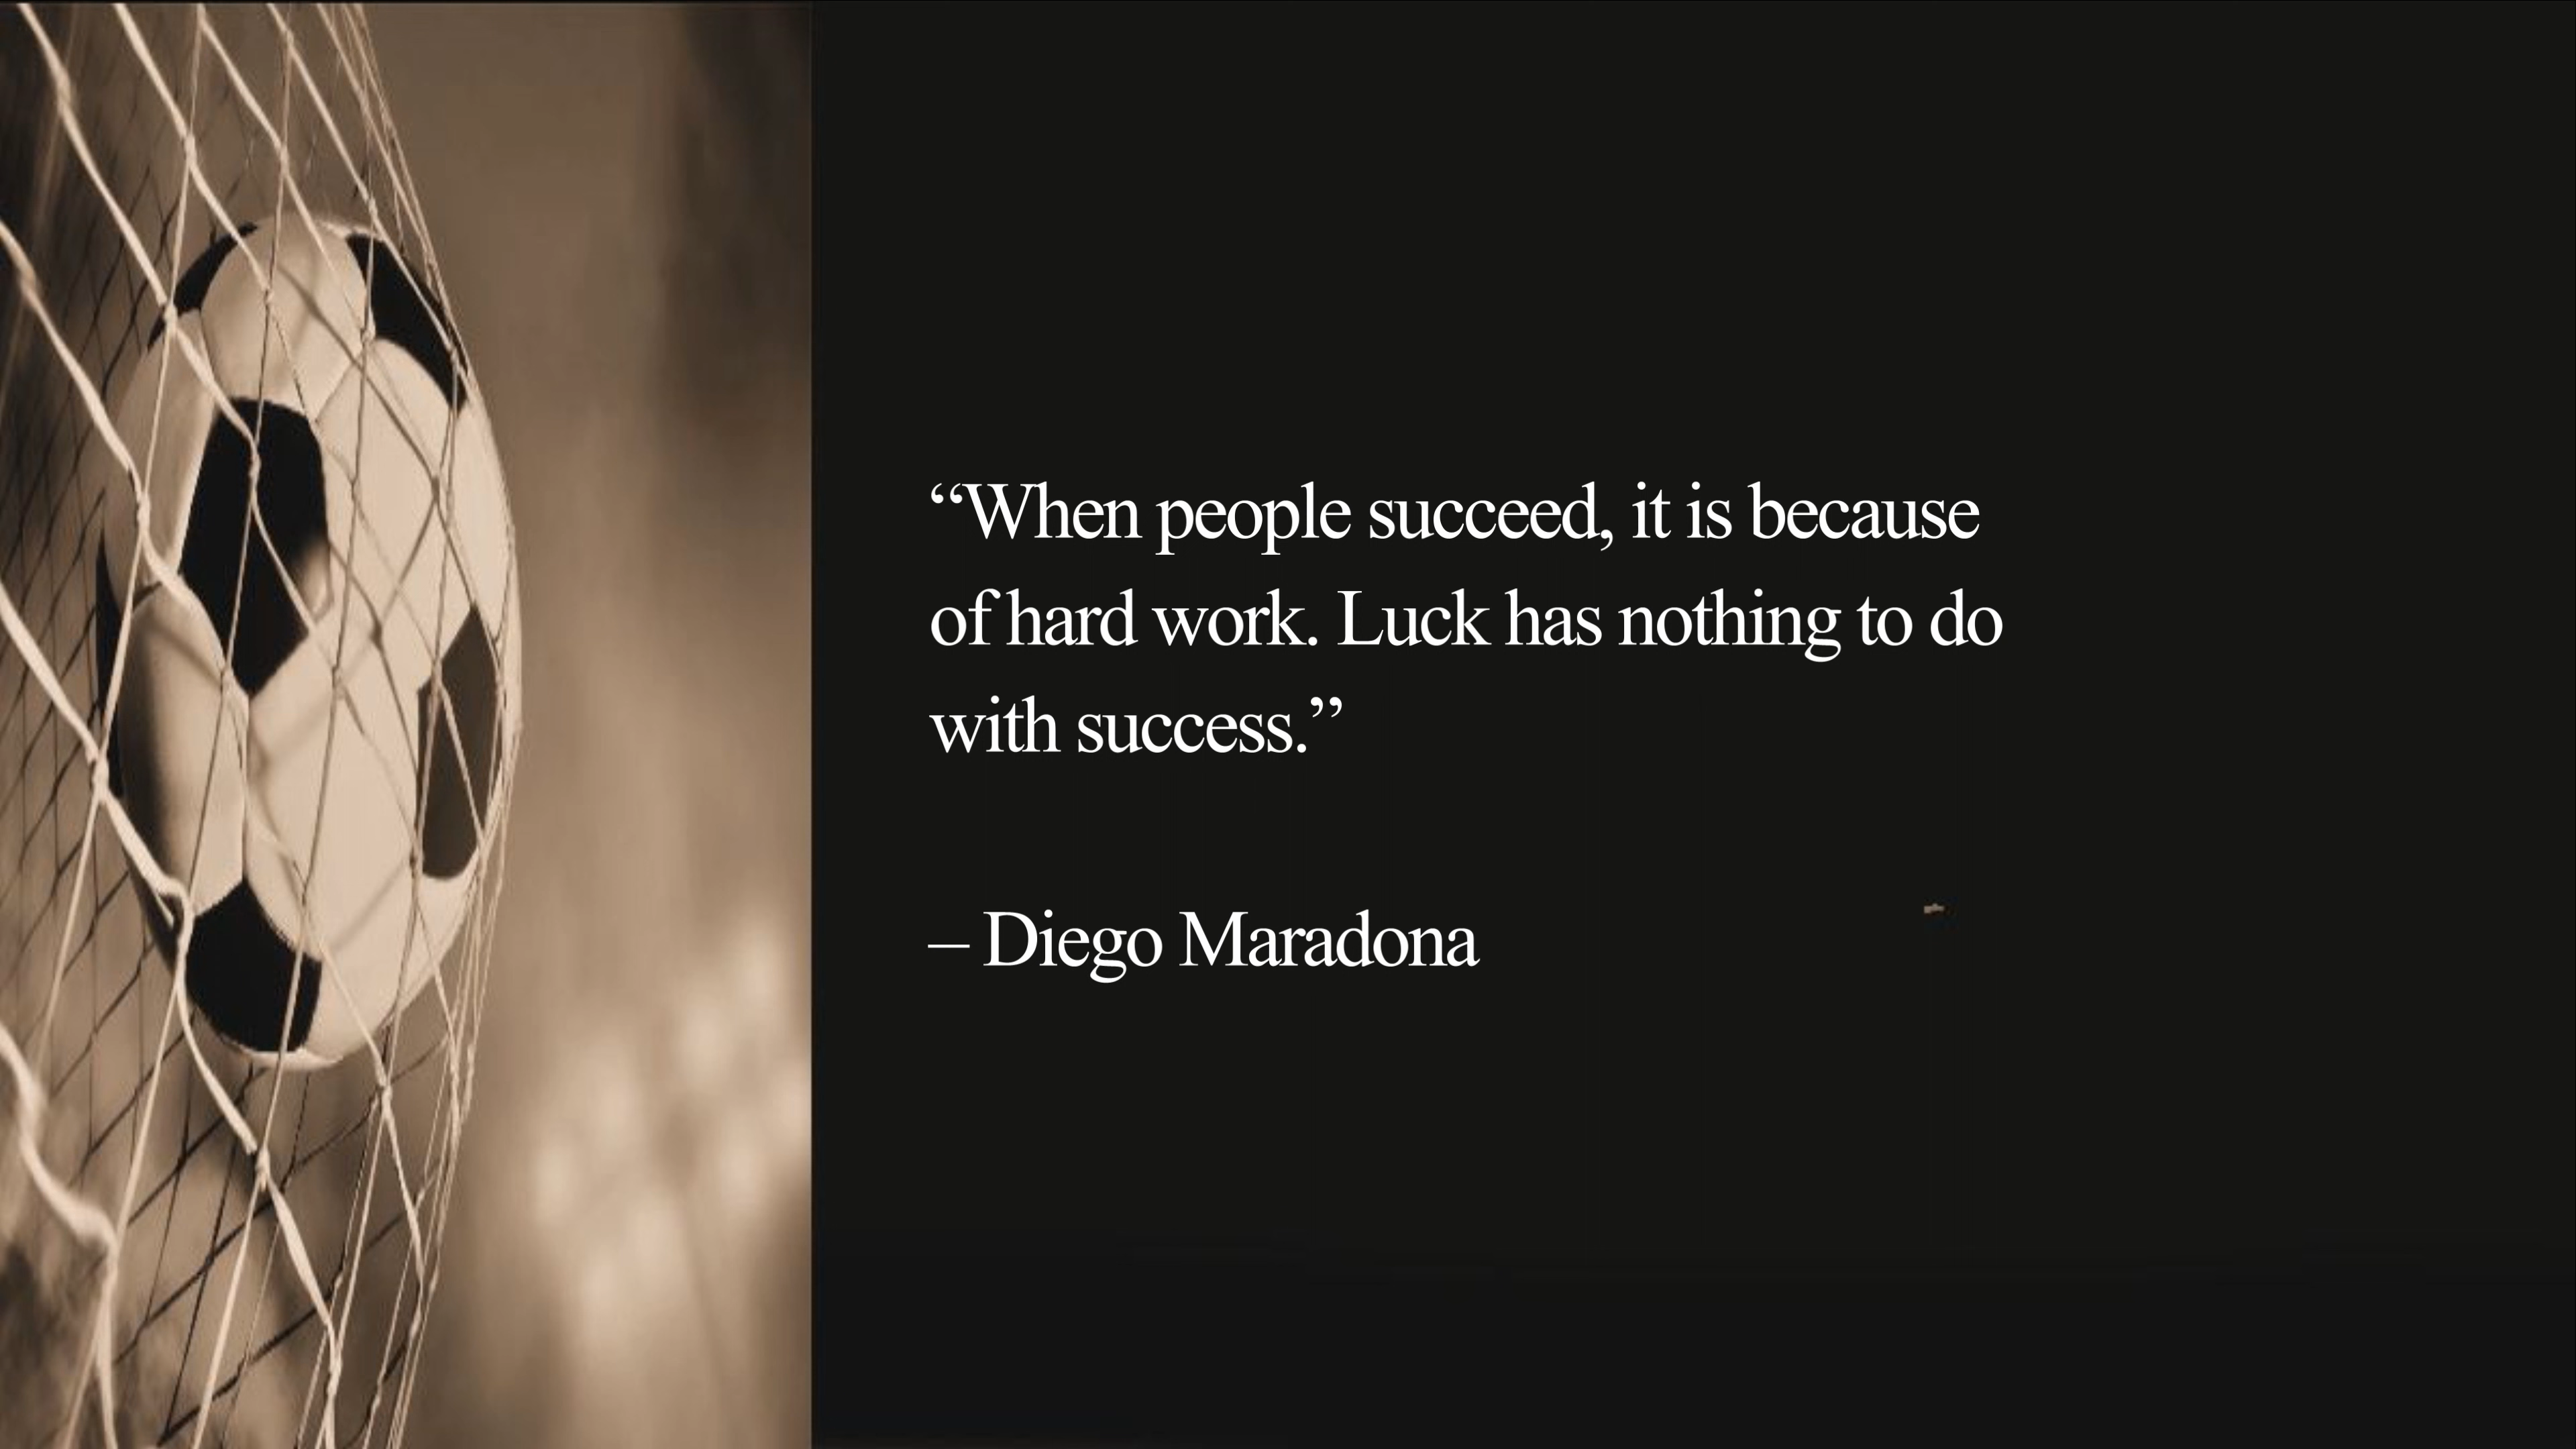 “When people succeed, it is because
of hard work. Luck has nothing to do
with success.”
– Diego Maradona